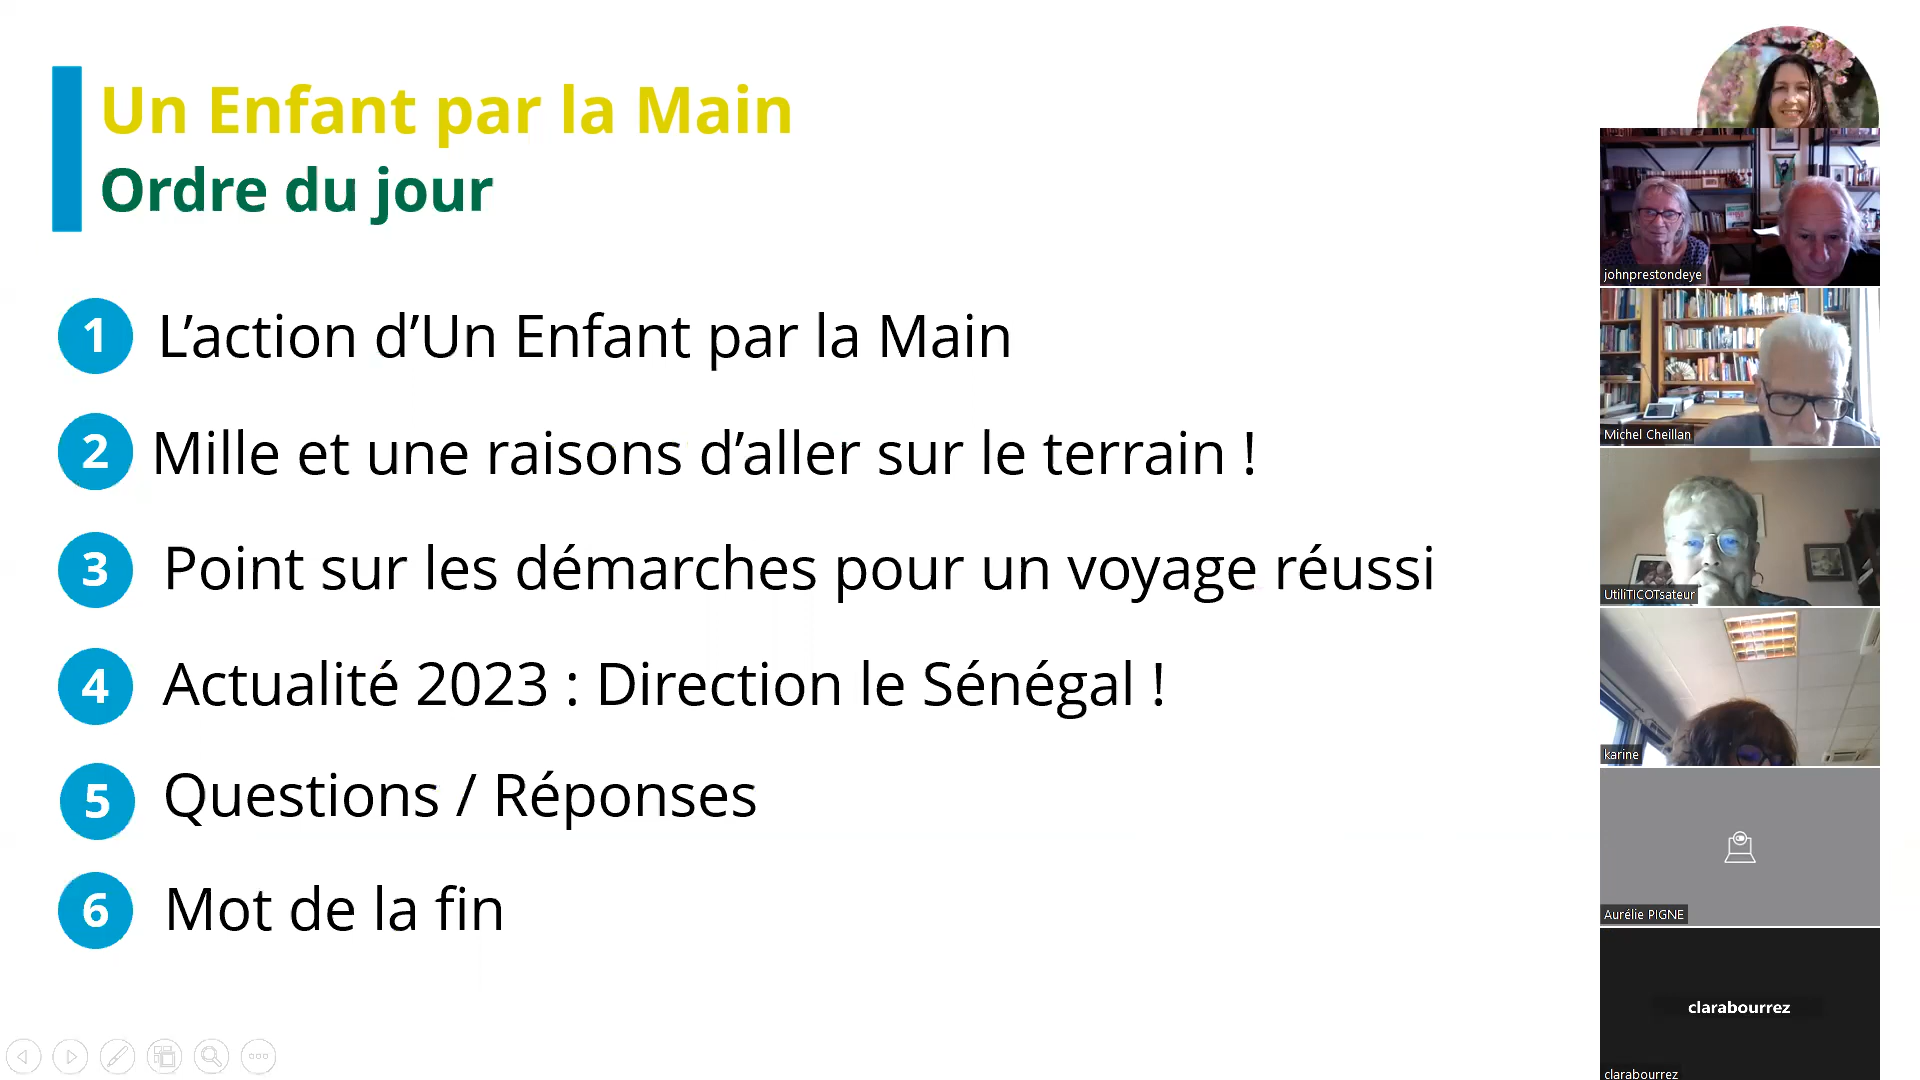 Un Enfant par la Main
Ordre du jour
1 L’action d’Un Enfant par la Main
2 Mille et une raisons d’aller sur le terrain !
3 Point sur les démarches pour un voyage réussi
4 Actualité 2023 : Direction le Sénégal !
5 Questions / Réponses
6 Mot de la fin
johnprestondeye
Michel Cheillan
UtiliTICOTsateur
karine
Aurélie PIGNE
clarabourrez
clarabourrez